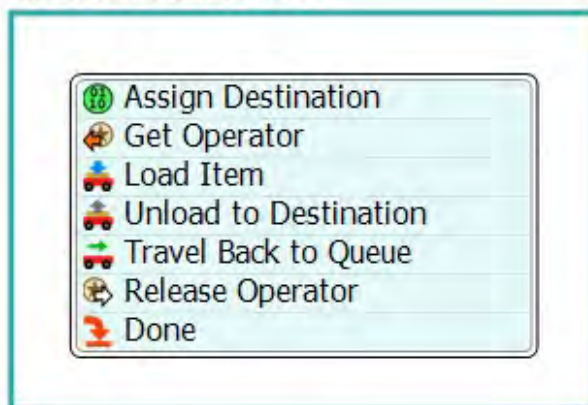 Assign Destination
Get Operator
Load Item
Unload to Destination
Travel Back to Queue
Release Operator
Done